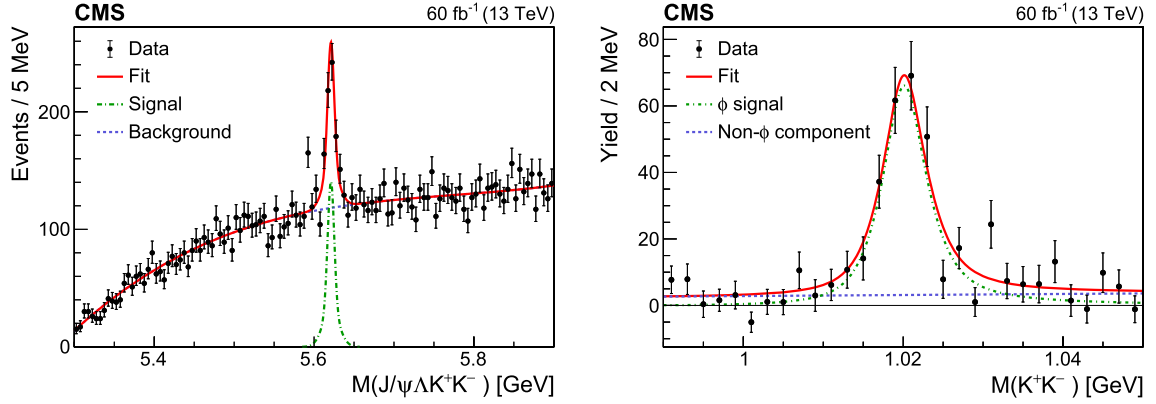 CMS
60 fb⁻¹ (13 TeV)
Events / 5 MeV
Data
Fit
Signal
Background
200
100
0
5.4
5.6
5.8
M(J/ψΛK⁺K⁻ ) [GeV]
CMS
60 fb⁻¹ (13 TeV)
Yield / 2 MeV
Data
Fit
ϕ signal
Non-ϕ component
80
60
40
20
0
1
1.02
1.04
M(K⁺K⁻ ) [GeV]